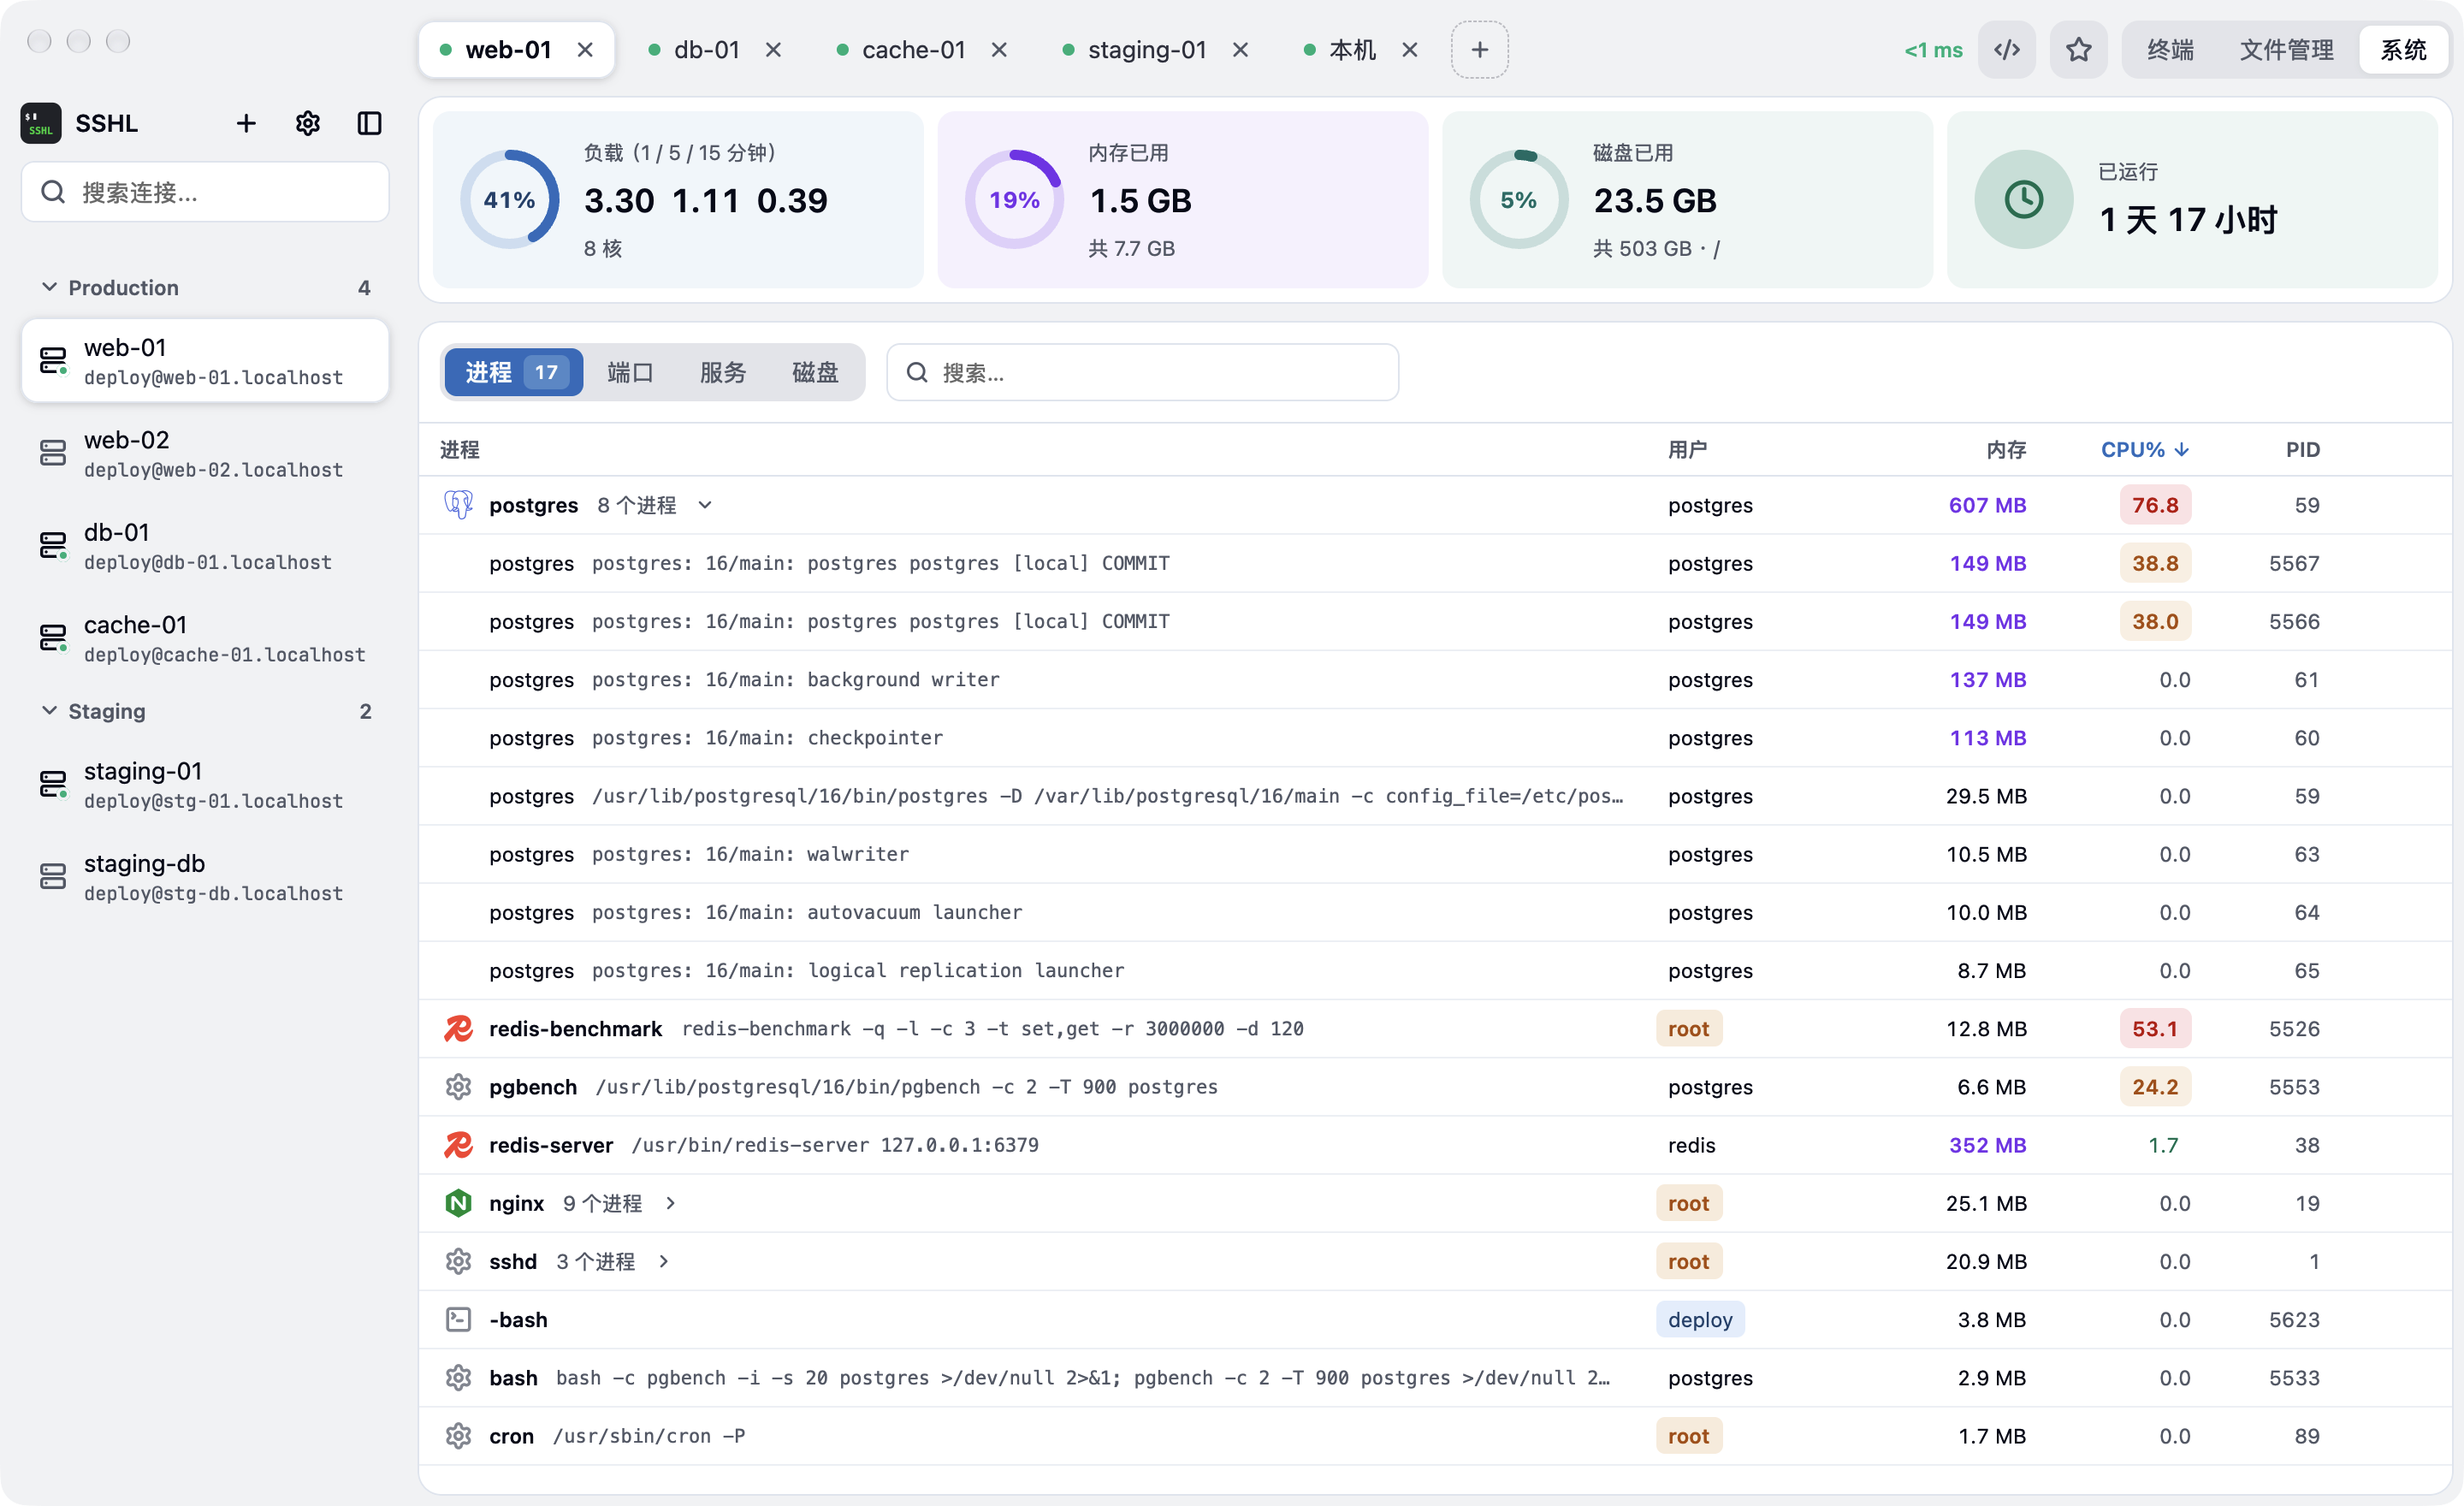 web-01
db-01
cache-01
staging-01
本机
<1 ms
终端
文件管理
系统
$
SSHL
SSHL
搜索连接...
Production 4
web-01
deploy@web-01.localhost
web-02
deploy@web-02.localhost
db-01
deploy@db-01.localhost
cache-01
deploy@cache-01.localhost
Staging 2
staging-01
deploy@stg-01.localhost
staging-db
deploy@stg-db.localhost
41%
负载 (1 / 5 / 15 分钟)
3.30 1.11 0.39
8 核
19%
内存已用
1.5 GB
共 7.7 GB
5%
磁盘已用
23.5 GB
共 503 GB · /
已运行
1 天 17 小时
进程 17 端口 服务 磁盘
搜索...
进程 用户 内存 CPU% ↓ PID
postgres 8 个进程 postgres 607 MB 76.8 59
postgres postgres: 16/main: postgres postgres [local] COMMIT postgres 149 MB 38.8 5567
postgres postgres: 16/main: postgres postgres [local] COMMIT postgres 149 MB 38.0 5566
postgres postgres: 16/main: background writer postgres 137 MB 0.0 61
postgres postgres: 16/main: checkpointer postgres 113 MB 0.0 60
postgres /usr/lib/postgresql/16/bin/postgres -D /var/lib/postgresql/16/main -c config_file=/etc/pos… postgres 29.5 MB 0.0 59
postgres postgres: 16/main: walwriter postgres 10.5 MB 0.0 63
postgres postgres: 16/main: autovacuum launcher postgres 10.0 MB 0.0 64
postgres postgres: 16/main: logical replication launcher postgres 8.7 MB 0.0 65
redis-benchmark redis-benchmark -q -l -c 3 -t set,get -r 3000000 -d 120 root 12.8 MB 53.1 5526
pgbench /usr/lib/postgresql/16/bin/pgbench -c 2 -T 900 postgres postgres 6.6 MB 24.2 5553
redis-server /usr/bin/redis-server 127.0.0.1:6379 redis 352 MB 1.7 38
nginx 9 个进程 root 25.1 MB 0.0 19
sshd 3 个进程 root 20.9 MB 0.0 1
-bash deploy 3.8 MB 0.0 5623
bash bash -c pgbench -i -s 20 postgres >/dev/null 2>&1; pgbench -c 2 -T 900 postgres >/dev/null 2… postgres 2.9 MB 0.0 5533
cron /usr/sbin/cron -P root 1.7 MB 0.0 89